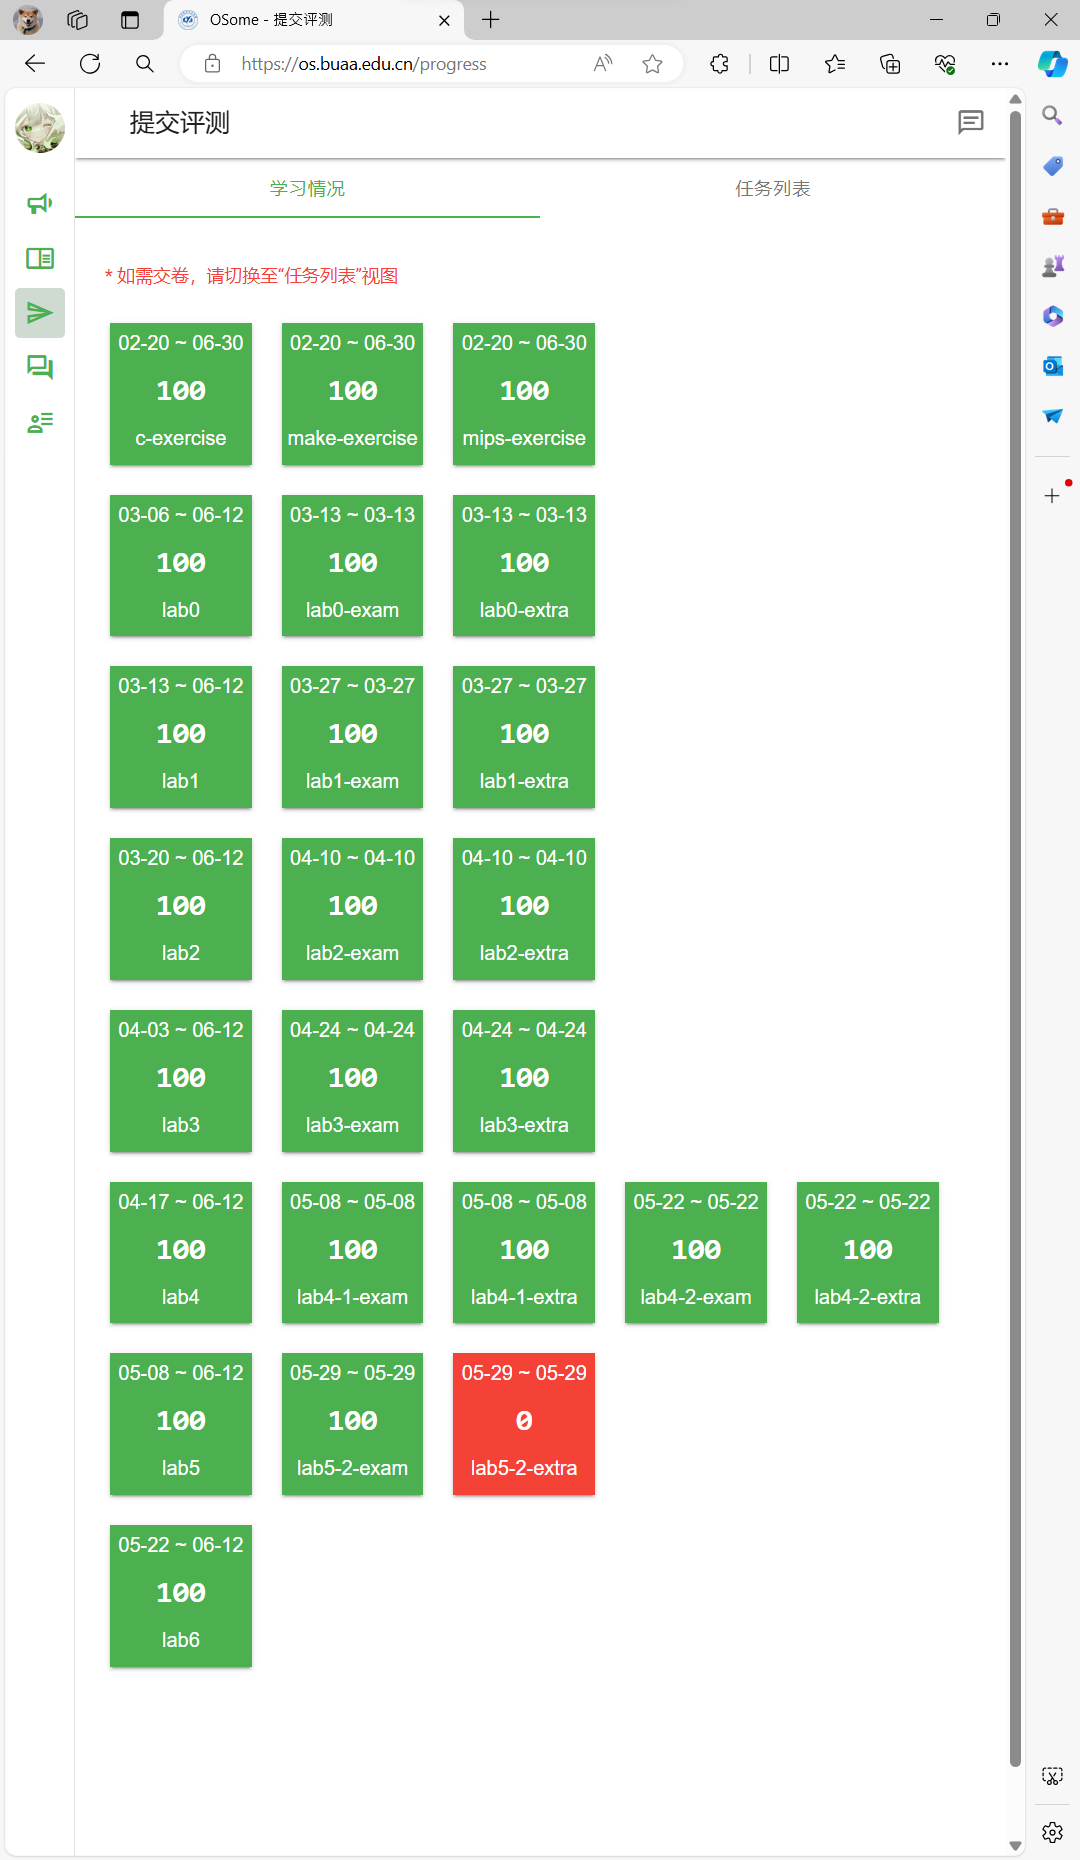 OSome - 提交评测
https://os.buaa.edu.cn/progress
提交评测
学习情况 任务列表
* 如需交卷，请切换至“任务列表”视图
02-20 ~ 06-30 02-20 ~ 06-30 02-20 ~ 06-30
100 100 100
c-exercise make-exercise mips-exercise
03-06 ~ 06-12 03-13 ~ 03-13 03-13 ~ 03-13
100 100 100
lab0 lab0-exam lab0-extra
03-13 ~ 06-12 03-27 ~ 03-27 03-27 ~ 03-27
100 100 100
lab1 lab1-exam lab1-extra
03-20 ~ 06-12 04-10 ~ 04-10 04-10 ~ 04-10
100 100 100
lab2 lab2-exam lab2-extra
04-03 ~ 06-12 04-24 ~ 04-24 04-24 ~ 04-24
100 100 100
lab3 lab3-exam lab3-extra
04-17 ~ 06-12 05-08 ~ 05-08 05-08 ~ 05-08 05-22 ~ 05-22 05-22 ~ 05-22
100 100 100 100 100
lab4 lab4-1-exam lab4-1-extra lab4-2-exam lab4-2-extra
05-08 ~ 06-12 05-29 ~ 05-29 05-29 ~ 05-29
100 100 0
lab5 lab5-2-exam lab5-2-extra
05-22 ~ 06-12
100
lab6